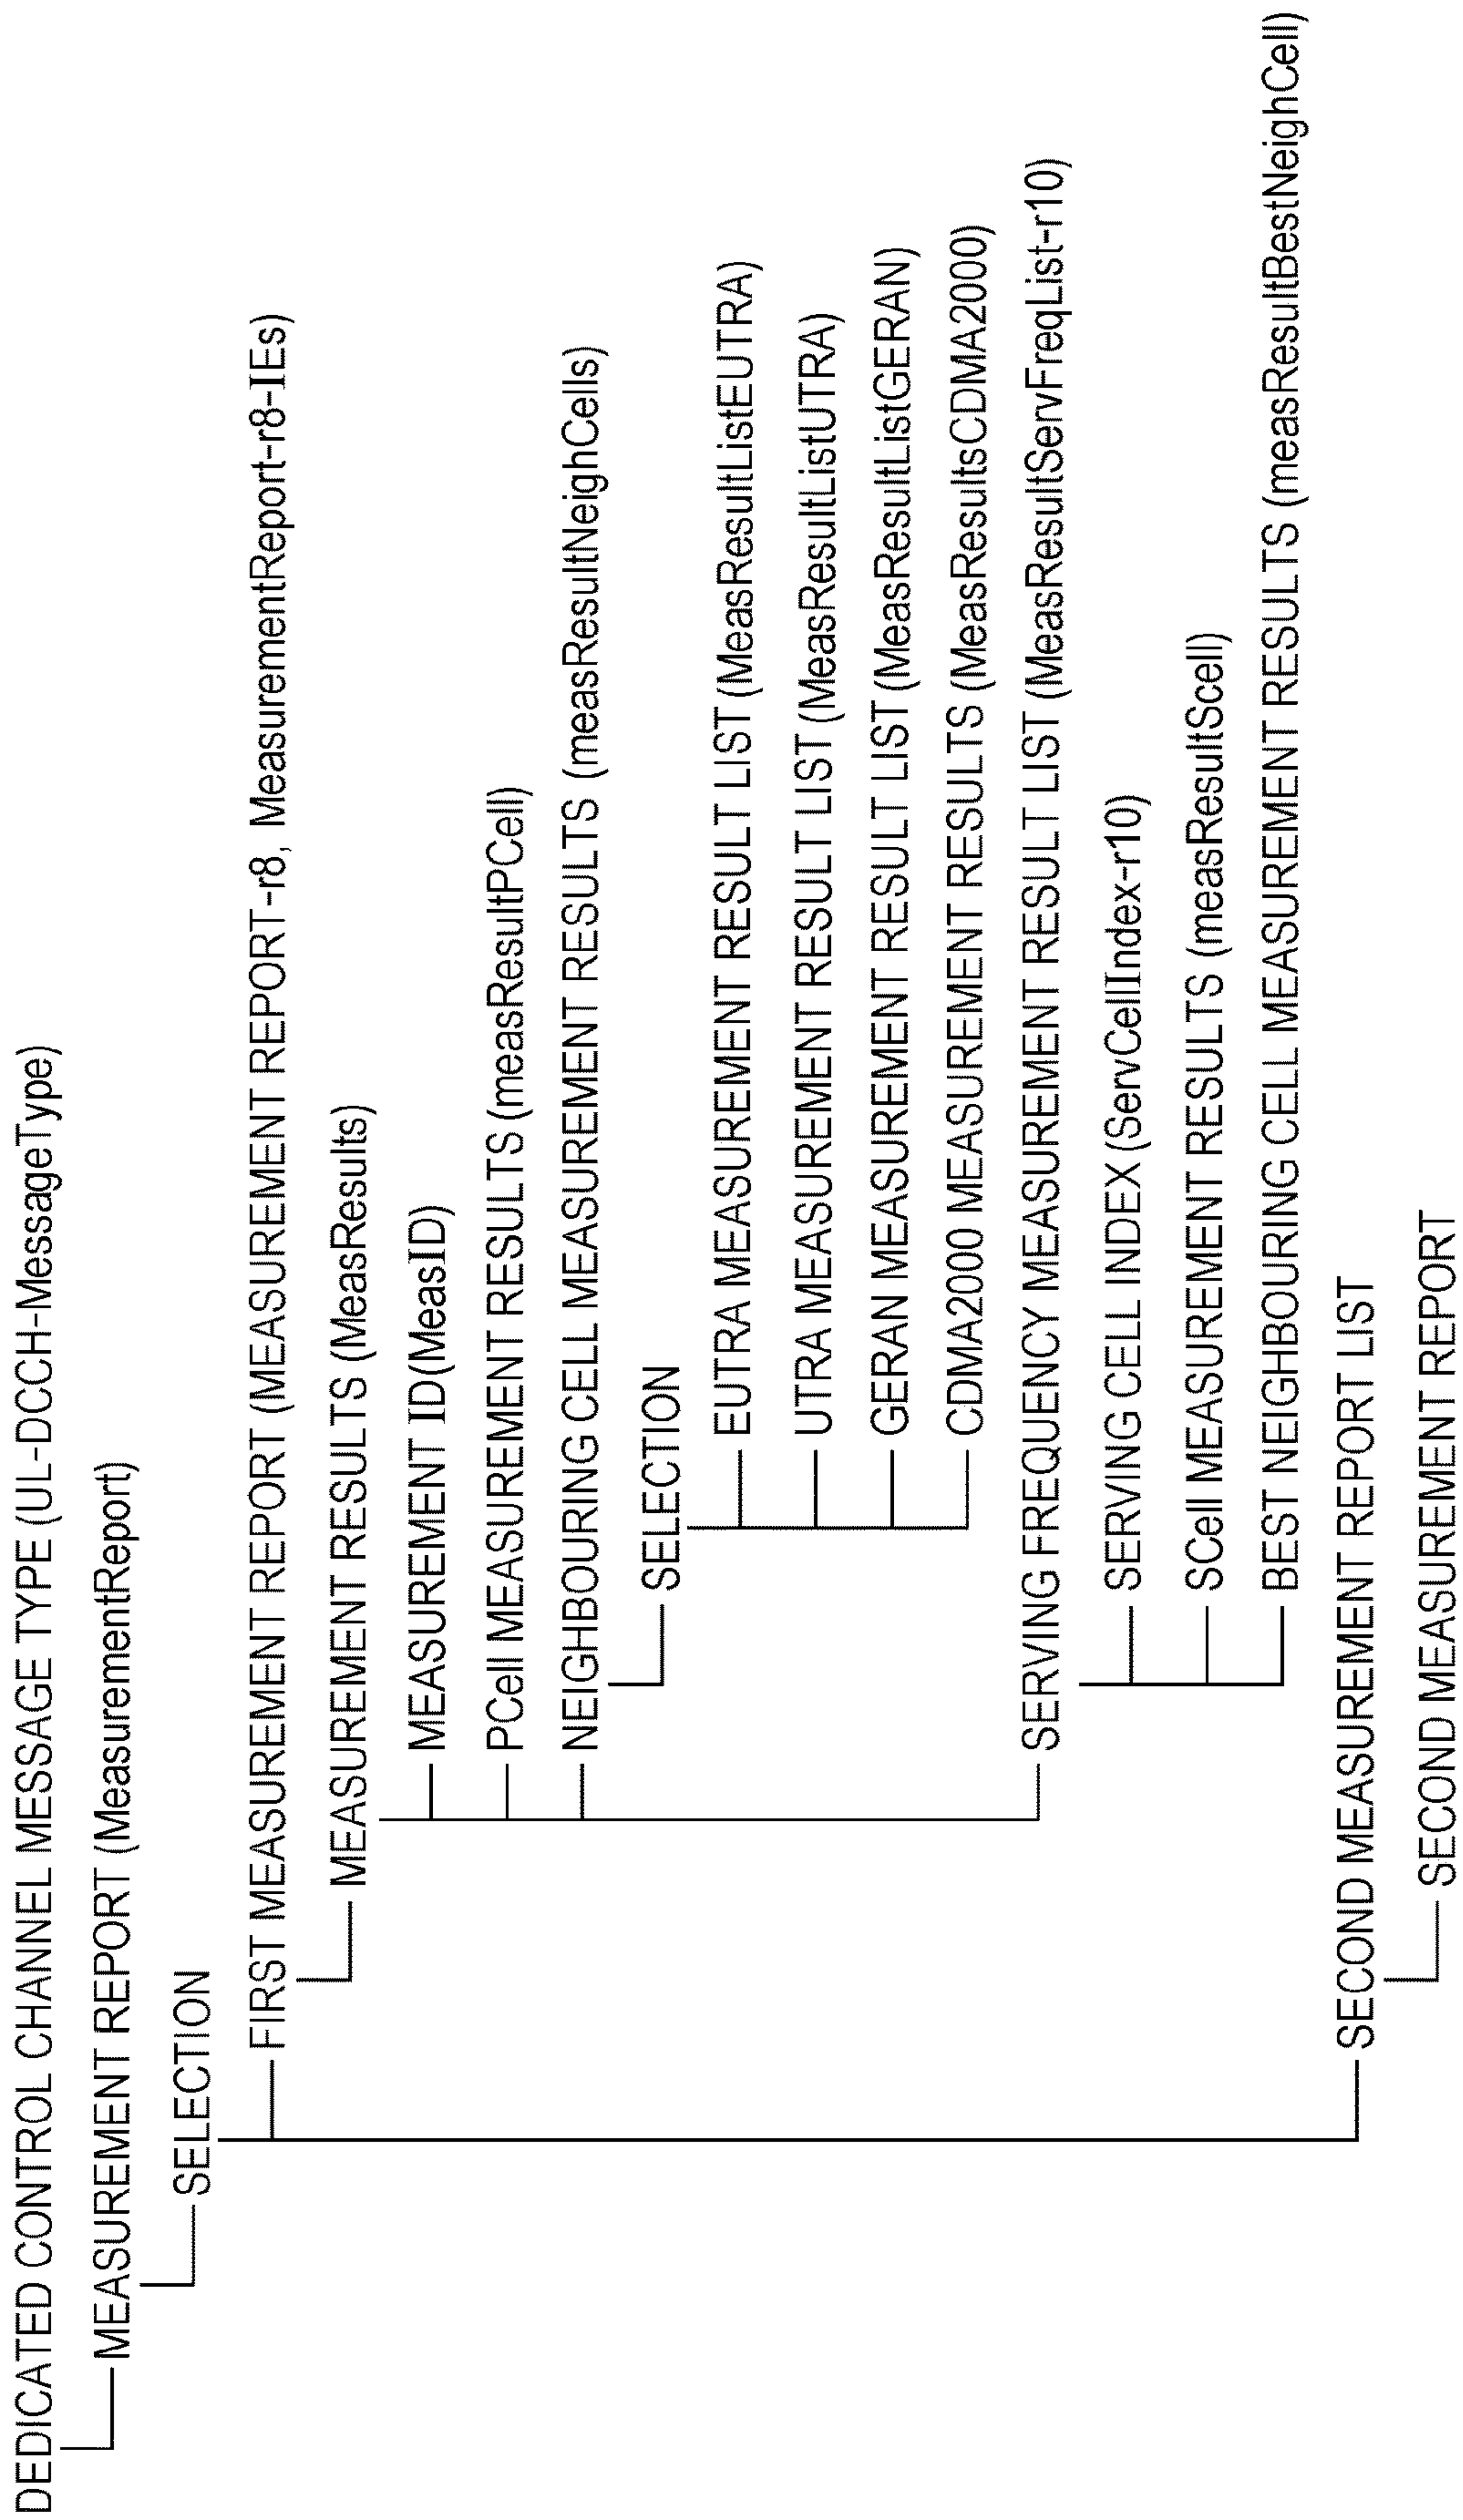 DEDICATED CONTROL CHANNEL MESSAGE TYPE (UL-DCCH-MessageType)
MEASUREMENT REPORT (MeasurementReport)
SELECTION
FIRST MEASUREMENT REPORT (MEASUREMENT REPORT-r8, MeasurementReport-r8-IEs)
MEASUREMENT RESULTS (MeasResults)
MEASUREMENT ID(MeasID)
PCell MEASUREMENT RESULTS (measResultPCell)
NEIGHBOURING CELL MEASUREMENT RESULTS (measResultNeighCells)
SELECTION
EUTRA MEASUREMENT RESULT LIST (MeasResultListEUTRA)
UTRA MEASUREMENT RESULT LIST (MeasResultListUTRA)
GERAN MEASUREMENT RESULT LIST (MeasResultListGERAN)
CDMA2000 MEASUREMENT RESULTS (MeasResultsCDMA2000)
SERVING FREQUENCY MEASUREMENT RESULT LIST (MeasResultServFreqList-r10)
SERVING CELL INDEX (ServCellIndex-r10)
SCell MEASUREMENT RESULTS (measResultScell)
BEST NEIGHBOURING CELL MEASUREMENT RESULTS (measResultBestNeighCell)
SECOND MEASUREMENT REPORT LIST
SECOND MEASUREMENT REPORT